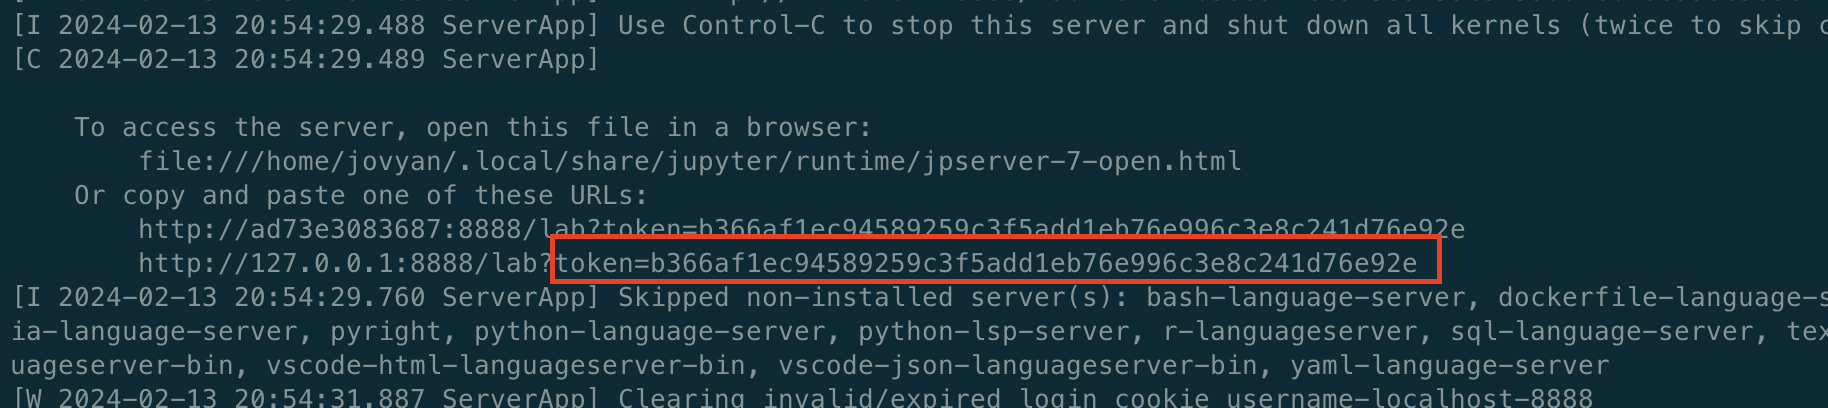 [I 2024-02-13 20:54:29.488 ServerApp] Use Control-C to stop this server and shut down all kernels (twice to skip c
[C 2024-02-13 20:54:29.489 ServerApp]
To access the server, open this file in a browser:
file:///home/jovyan/.local/share/jupyter/runtime/jpserver-7-open.html
Or copy and paste one of these URLs:
http://ad73e3083687:8888/lab?token=b366af1ec94589259c3f5add1eb76e996c3e8c241d76e92e
http://127.0.0.1:8888/lab?token=b366af1ec94589259c3f5add1eb76e996c3e8c241d76e92e
[I 2024-02-13 20:54:29.760 ServerApp] Skipped non-installed server(s): bash-language-server, dockerfile-language-s
ia-language-server, pyright, python-language-server, python-lsp-server, r-languageserver, sql-language-server, tex
uageserver-bin, vscode-html-languageserver-bin, vscode-json-languageserver-bin, yaml-language-server
[W 2024-02-13 20:54:31.887 ServerApp] Clearing invalid/expired login cookie username-localhost-8888